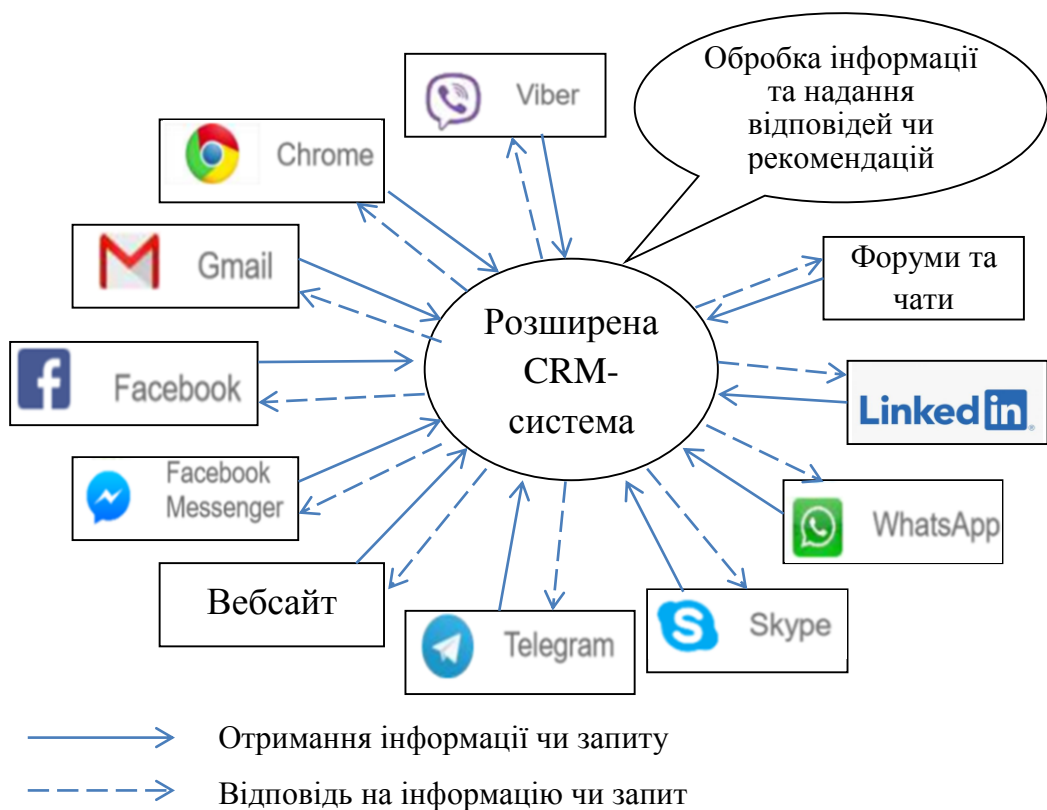 Viber
Обробка інформації
та надання
відповідей чи
рекомендацій
Chrome
Gmail
Форуми та
чати
Розширена
CRM-
система
Facebook
LinkedIn
Facebook
Messenger
WhatsApp
Вебсайт
Telegram
Skype
Отримання інформації чи запиту
Відповідь на інформацію чи запит